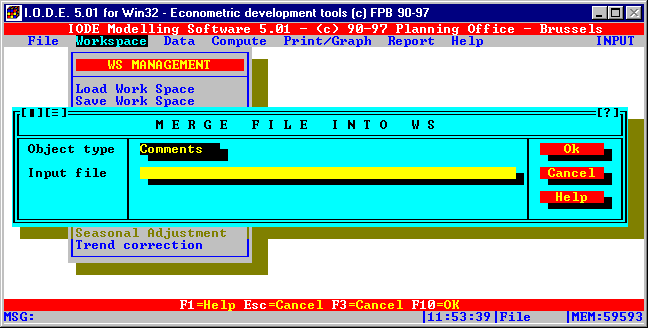 I.O.D.E. 5.01 for Win32 - Econometric development tools (c) FPB 90-97
IODE Modelling Software 5.01 - (c) 90-97 Planning Office - Brussels
File Workspace Data Compute Print/Graph Report Help INPUT
WS MANAGEMENT
Load Work Space
Save Work Space
[?]
MERGE FILE INTO WS
Object type Comments Ok
Input file Cancel
Help
Seasonal Adjustment
Trend correction
F1=Help Esc=Cancel F3=Cancel F10=OK
MSG: |11:53:39|File |MEM:59593